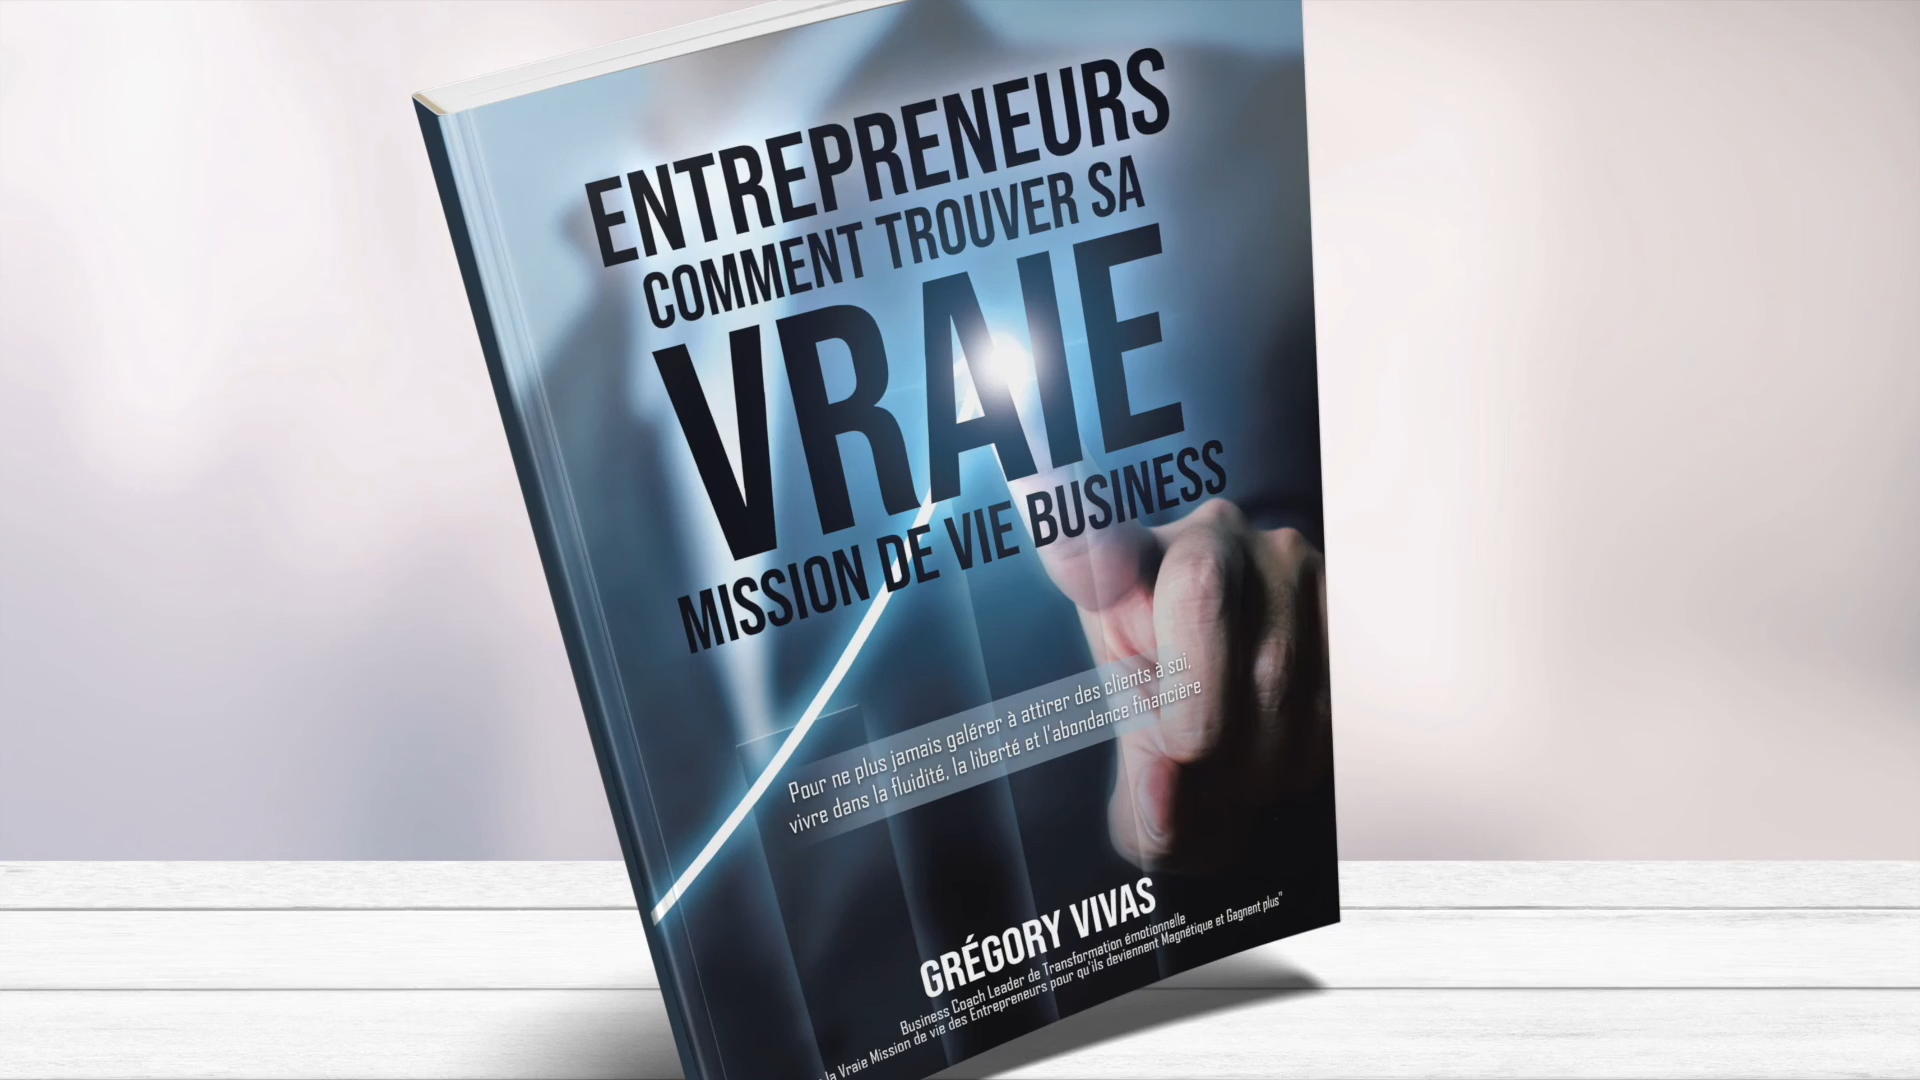 ENTREPRENEURS
COMMENT TROUVER SA
VRAIE
MISSION DE VIE BUSINESS
Pour ne plus jamais galérer à attirer des clients à soi,
vivre dans la fluidité, la liberté et l'abondance financière
GRÉGORY VIVAS
Business Coach Leader de Transformation émotionnelle
la Vraie Mission de vie des Entrepreneurs pour qu'ils deviennent Magnétique et Gagnent plus"